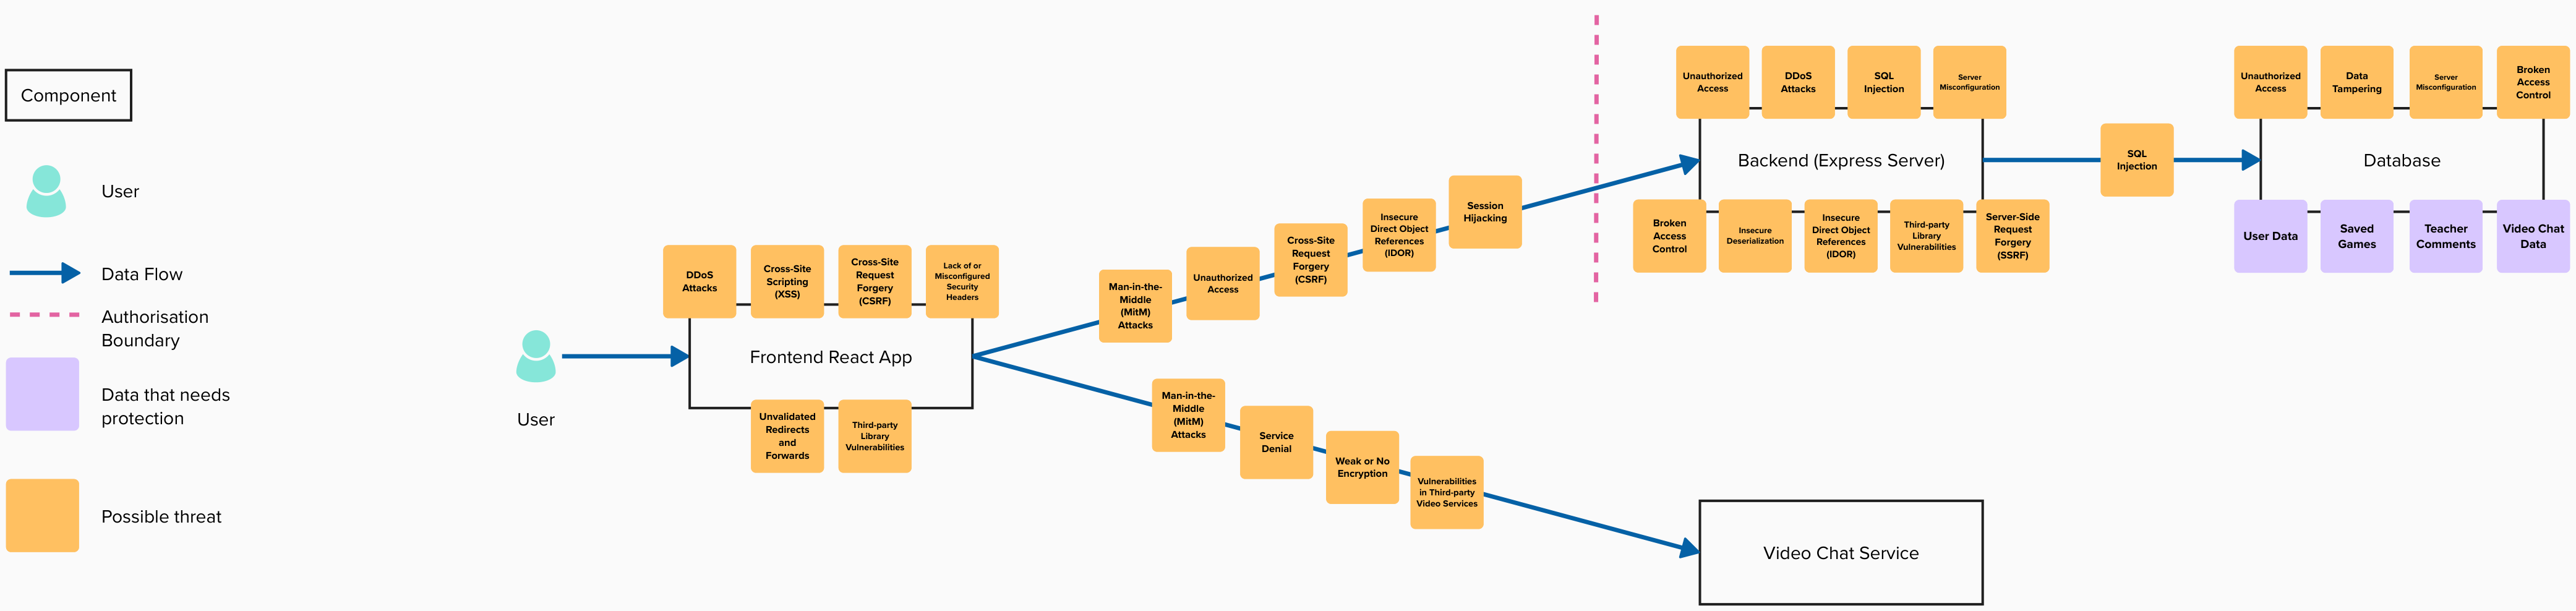 Component
User
Data Flow
Authorisation
Boundary
Data that needs
protection
Possible threat
User
DDoS
Attacks
Cross-Site
Scripting
(XSS)
Cross-Site
Request
Forgery
(CSRF)
Lack of or
Misconfigured
Security
Headers
Frontend React App
Unvalidated
Redirects
and
Forwards
Third-party
Library
Vulnerabilities
Man-in-the-
Middle
(MitM)
Attacks
Unauthorized
Access
Cross-Site
Request
Forgery
(CSRF)
Insecure
Direct Object
References
(IDOR)
Session
Hijacking
Man-in-the-
Middle
(MitM)
Attacks
Service
Denial
Weak or No
Encryption
Vulnerabilities
in Third-party
Video Services
Video Chat Service
Unauthorized
Access
DDoS
Attacks
SQL
Injection
Server
Misconfiguration
Backend (Express Server)
Broken
Access
Control
Insecure
Deserialization
Insecure
Direct Object
References
(IDOR)
Third-party
Library
Vulnerabilities
Server-Side
Request
Forgery
(SSRF)
SQL
Injection
Unauthorized
Access
Data
Tampering
Server
Misconfiguration
Broken
Access
Control
Database
User Data
Saved
Games
Teacher
Comments
Video Chat
Data